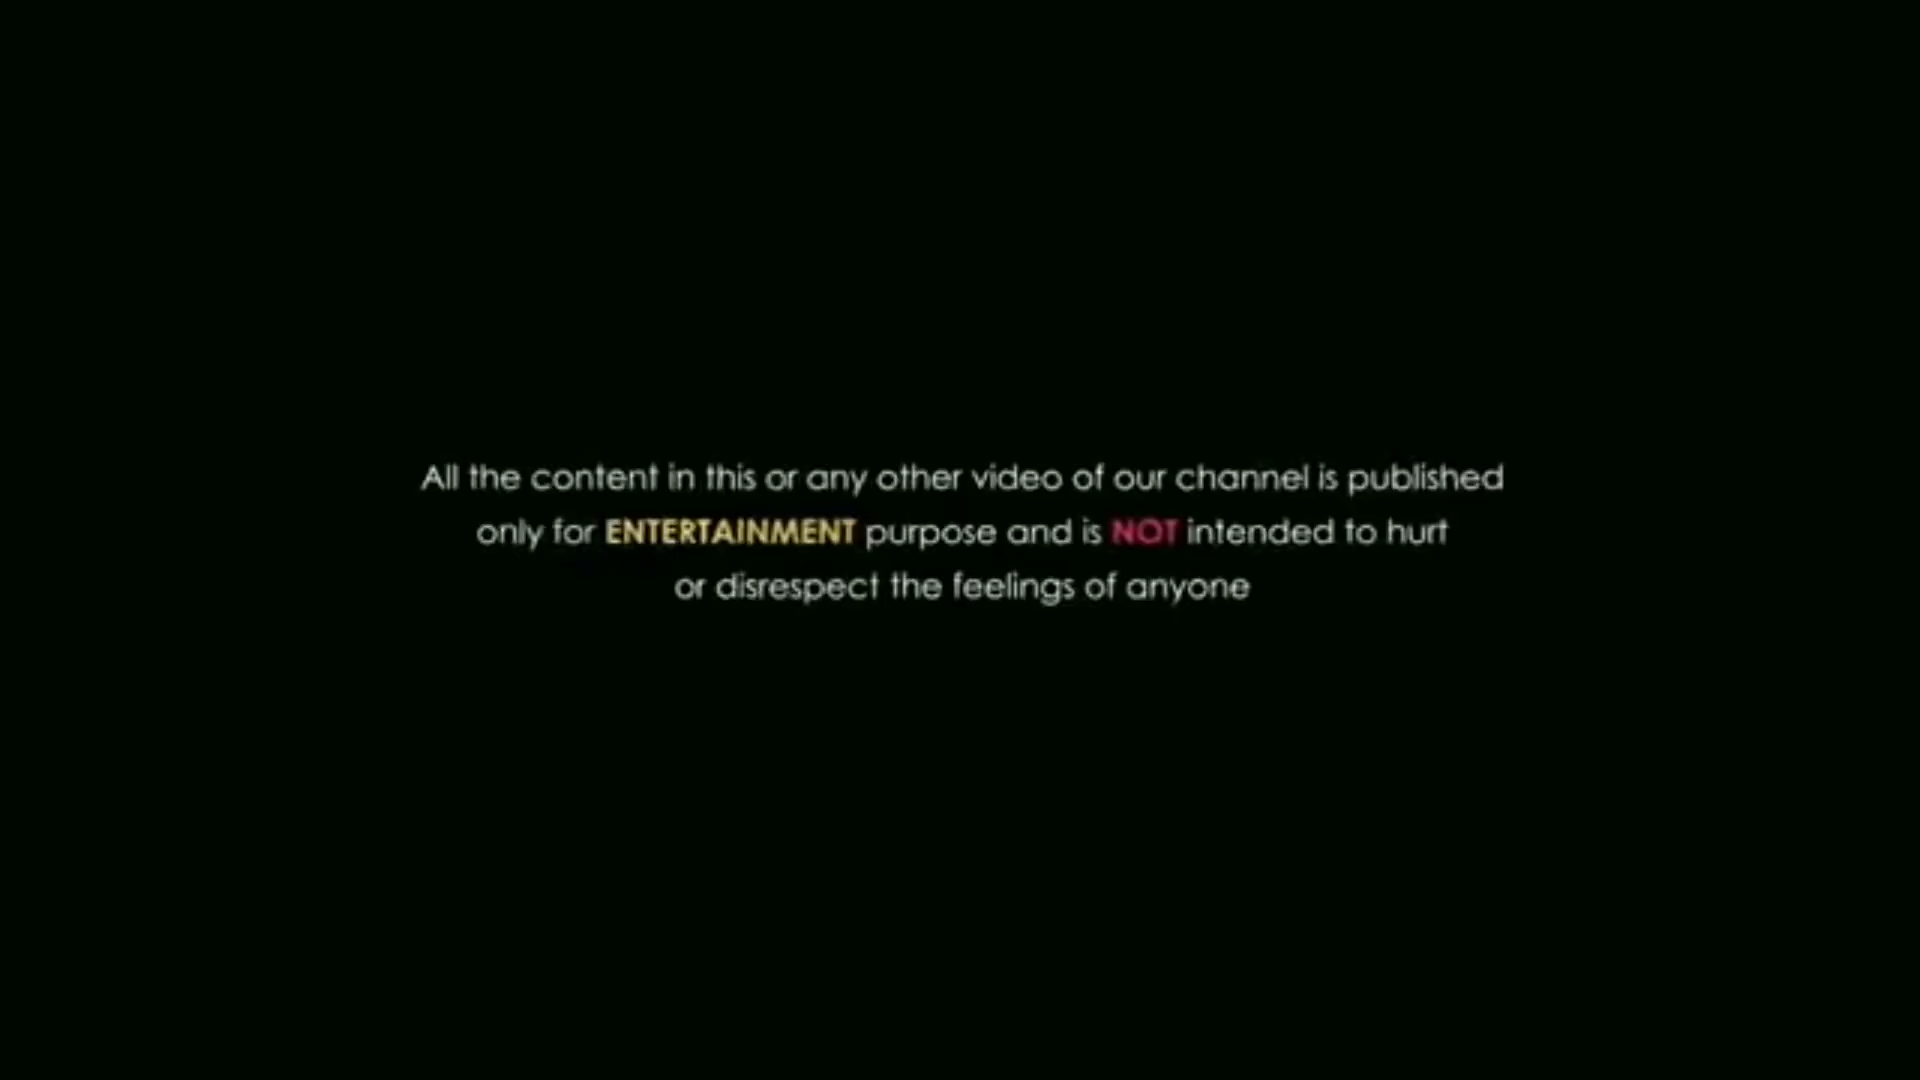 All the content in this or any other video of our channel is published
only for ENTERTAINMENT purpose and is NOT intended to hurt
or disrespect the feelings of anyone